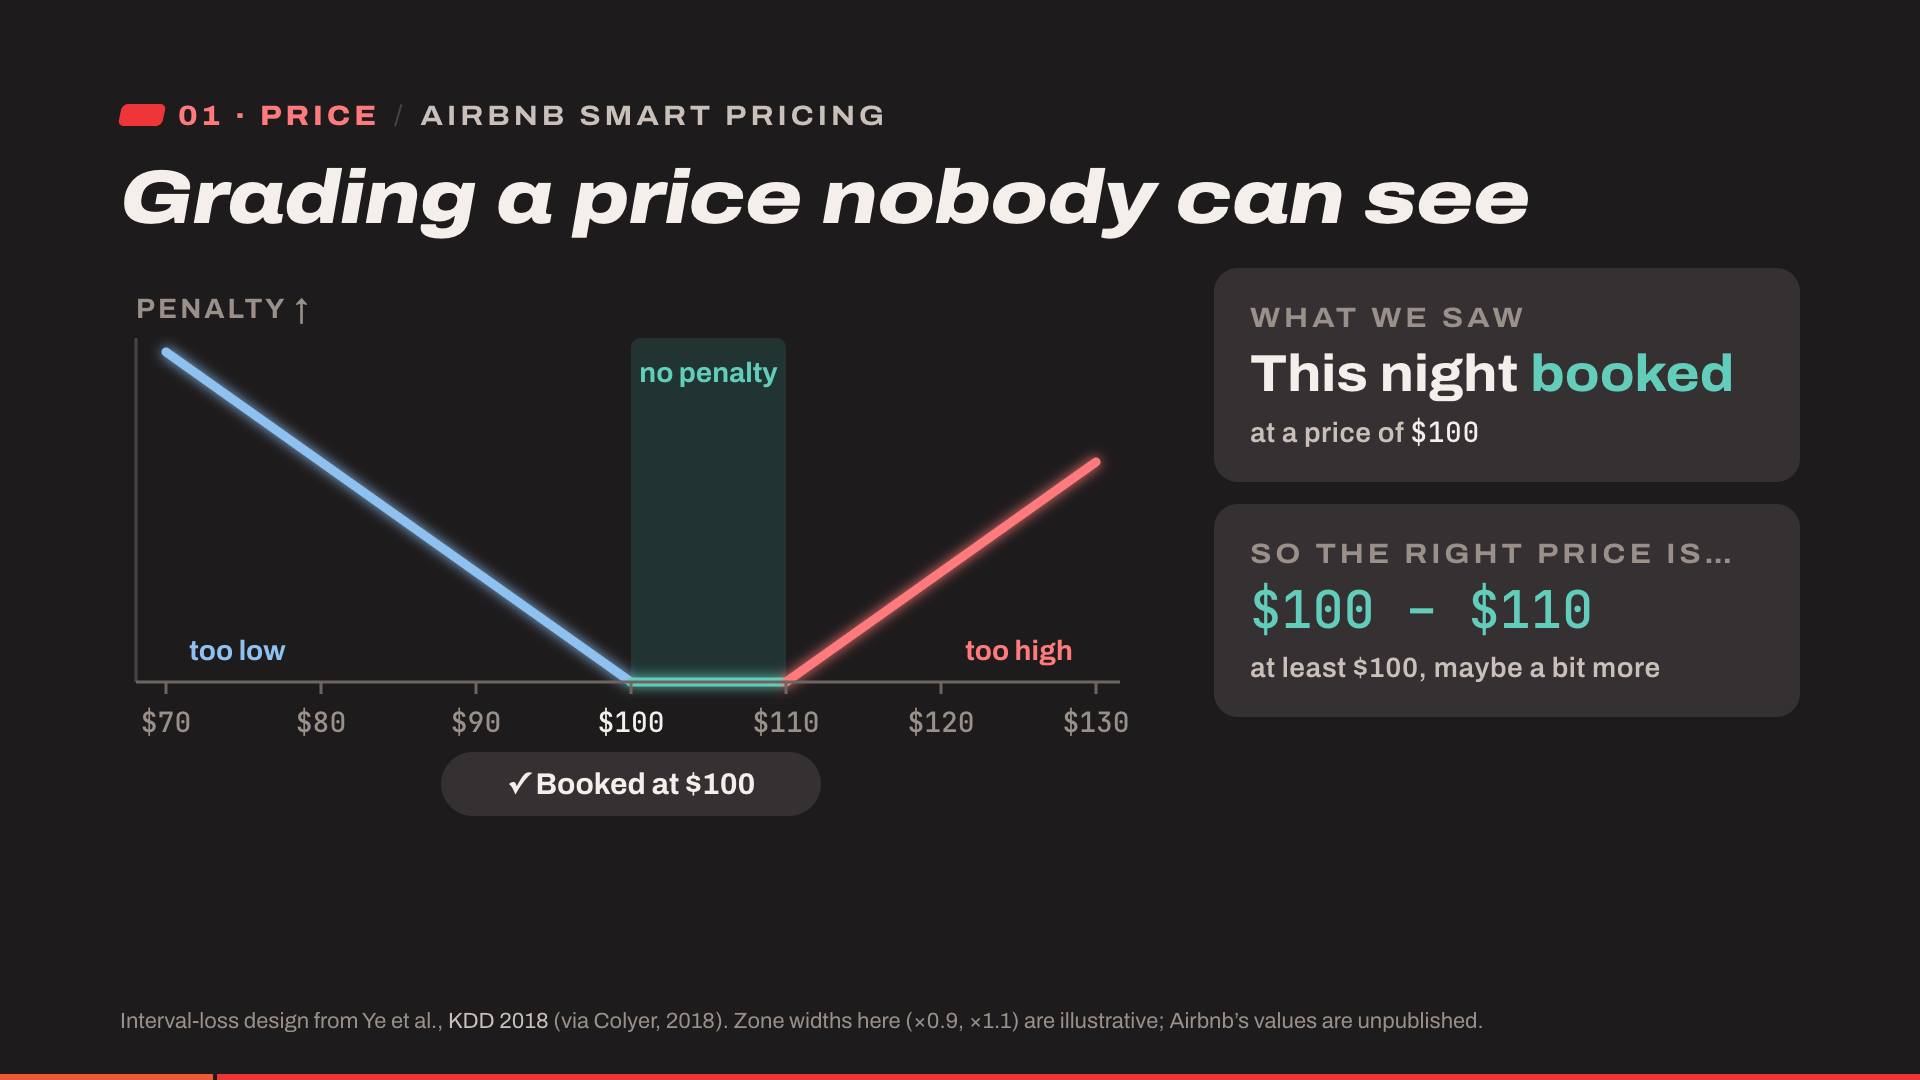 01 · PRICE / AIRBNB SMART PRICING
Grading a price nobody can see
PENALTY ↑
no penalty
too low
too high
$70 $80 $90 $100 $110 $120 $130
✓ Booked at $100
WHAT WE SAW
This night booked
at a price of $100
SO THE RIGHT PRICE IS…
$100 – $110
at least $100, maybe a bit more
Interval-loss design from Ye et al., KDD 2018 (via Colyer, 2018). Zone widths here (×0.9, ×1.1) are illustrative; Airbnb’s values are unpublished.